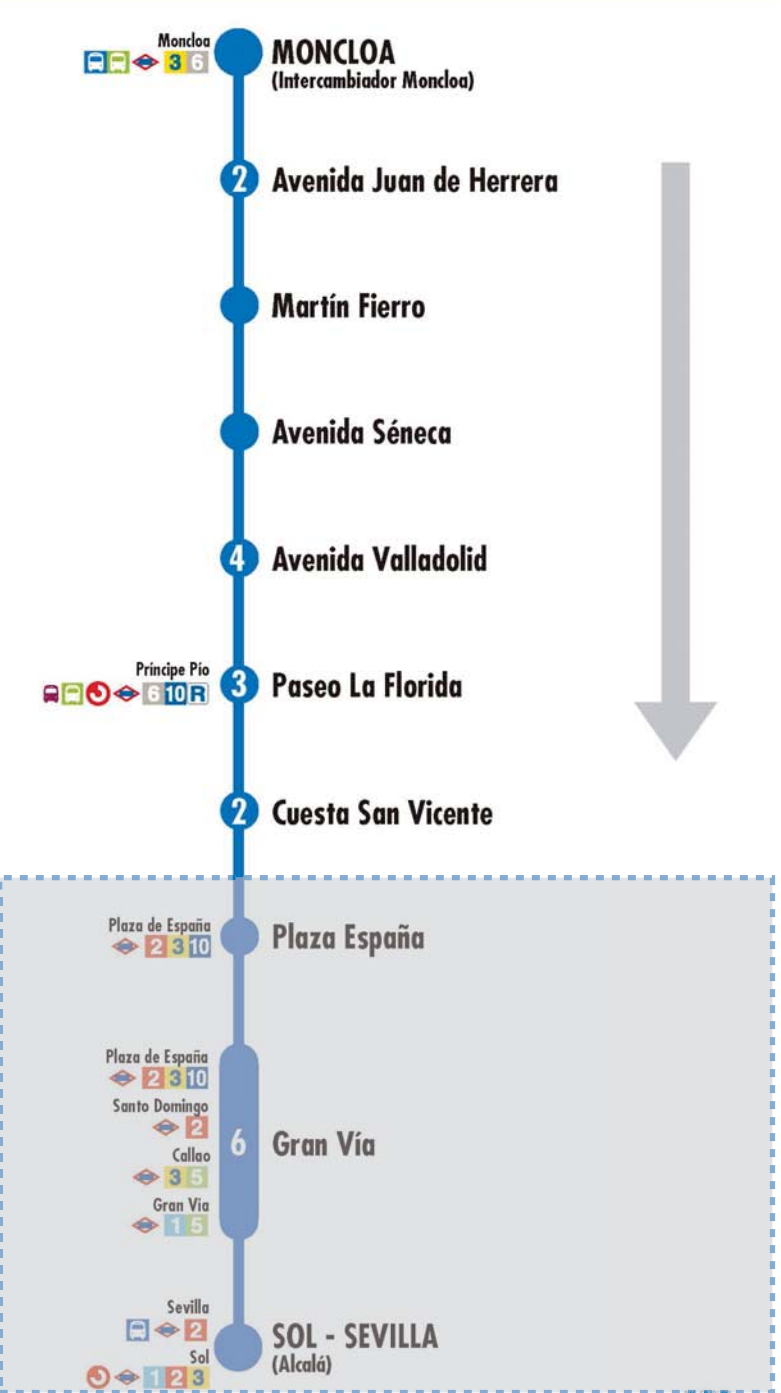 Moncloa
3 6
MONCLOA
(Intercambiador Moncloa)
2 Avenida Juan de Herrera
Martín Fierro
Avenida Séneca
4 Avenida Valladolid
Príncipe Pío
6 10 R
3 Paseo La Florida
2 Cuesta San Vicente
Plaza de España
2 3 10
Plaza España
Plaza de España
2 3 10
Santo Domingo
2
Callao
3 5
Gran Via
1 5
6 Gran Vía
Sevilla
2
Sol
1 2 3
SOL - SEVILLA
(Alcalá)